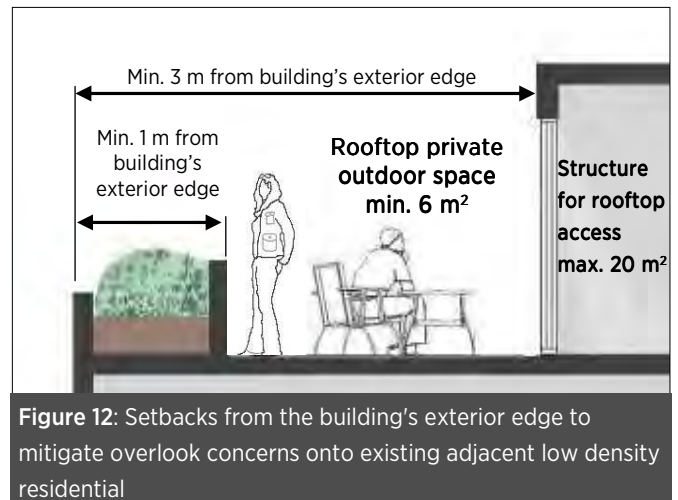 Min. 3 m from building's exterior edge
Min. 1 m from
building's
exterior edge
Rooftop private
outdoor space
min. 6 m²
Structure
for rooftop
access
max. 20 m²
Figure 12: Setbacks from the building's exterior edge to
mitigate overlook concerns onto existing adjacent low density
residential